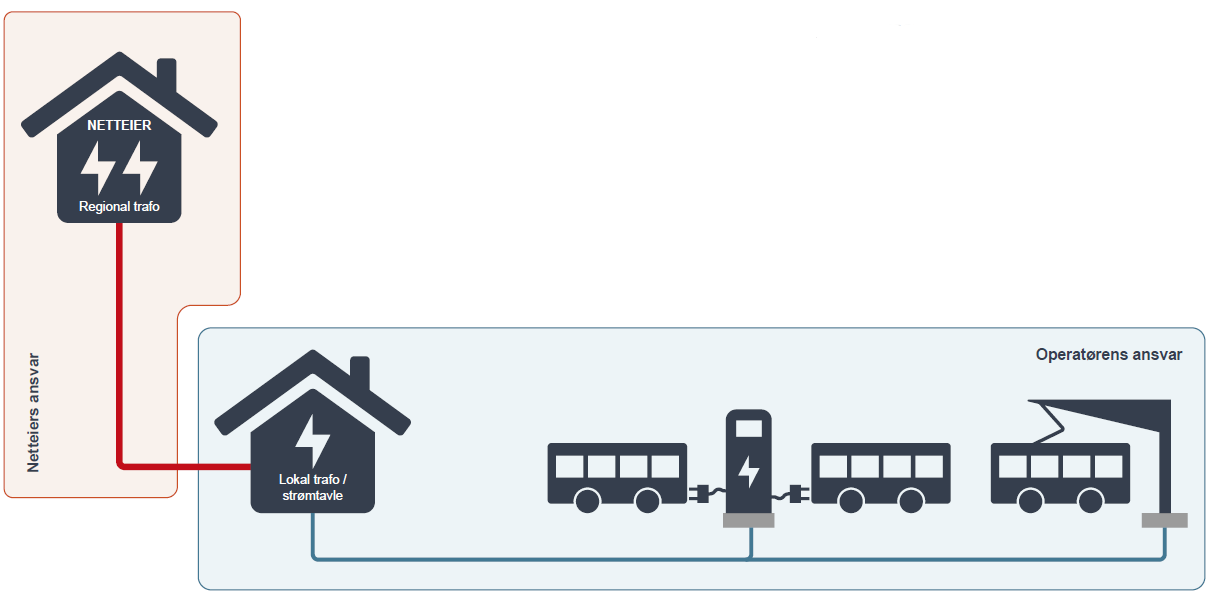 NETTEIER
Regional trafo
Netteiers ansvar
Operatørens ansvar
Lokal trafo /
strømtavle